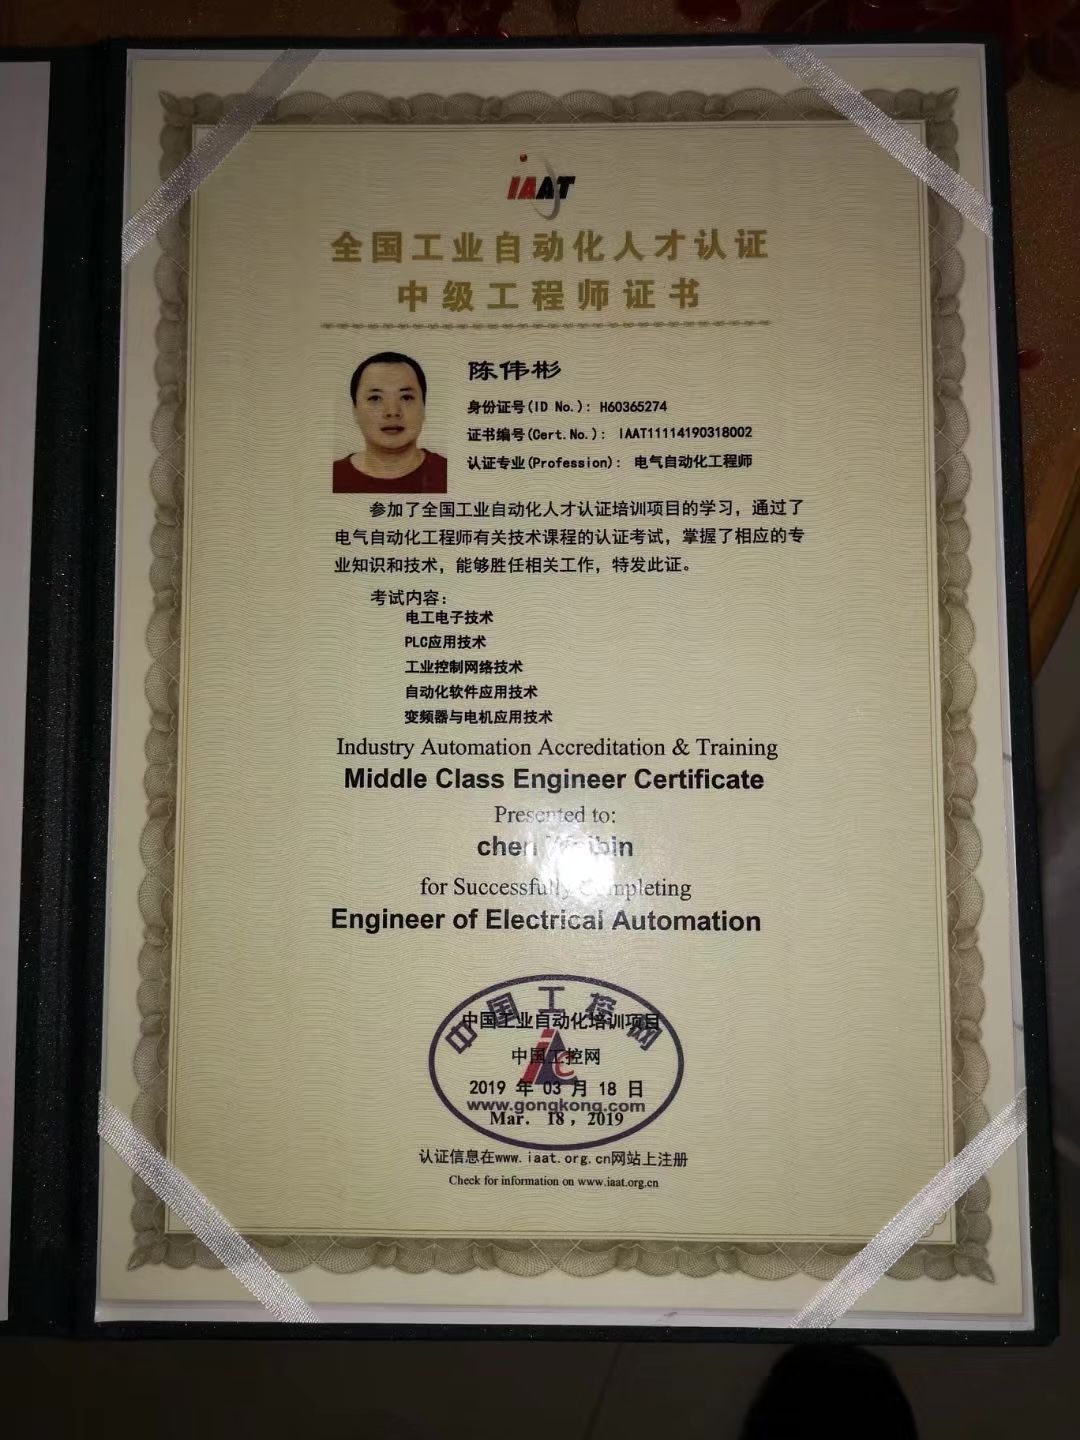 iAAT
全国工业自动化人才认证
中级工程师证书
陈伟彬
身份证号(ID No.): H60365274
证书编号(Cert.No.): IAAT11114190318002
认证专业(Profession): 电气自动化工程师
参加了全国工业自动化人才认证培训项目的学习，通过了
电气自动化工程师有关技术课程的认证考试，掌握了相应的专
业知识和技术，能够胜任相关工作，特发此证。
考试内容:
电工电子技术
PLC应用技术
工业控制网络技术
自动化软件应用技术
变频器与电机应用技术
Industry Automation Accreditation & Training
Middle Class Engineer Certificate
Presented to:
chen Weibin
for Successfully Completing
Engineer of Electrical Automation
中国工控网
中国工业自动化培训项目
中国工控网
2019 年 03 月 18 日
www.gongkong.com
Mar. 18, 2019
认证信息在www.iaat.org.cn网站上注册
Check for information on www.iaat.org.cn